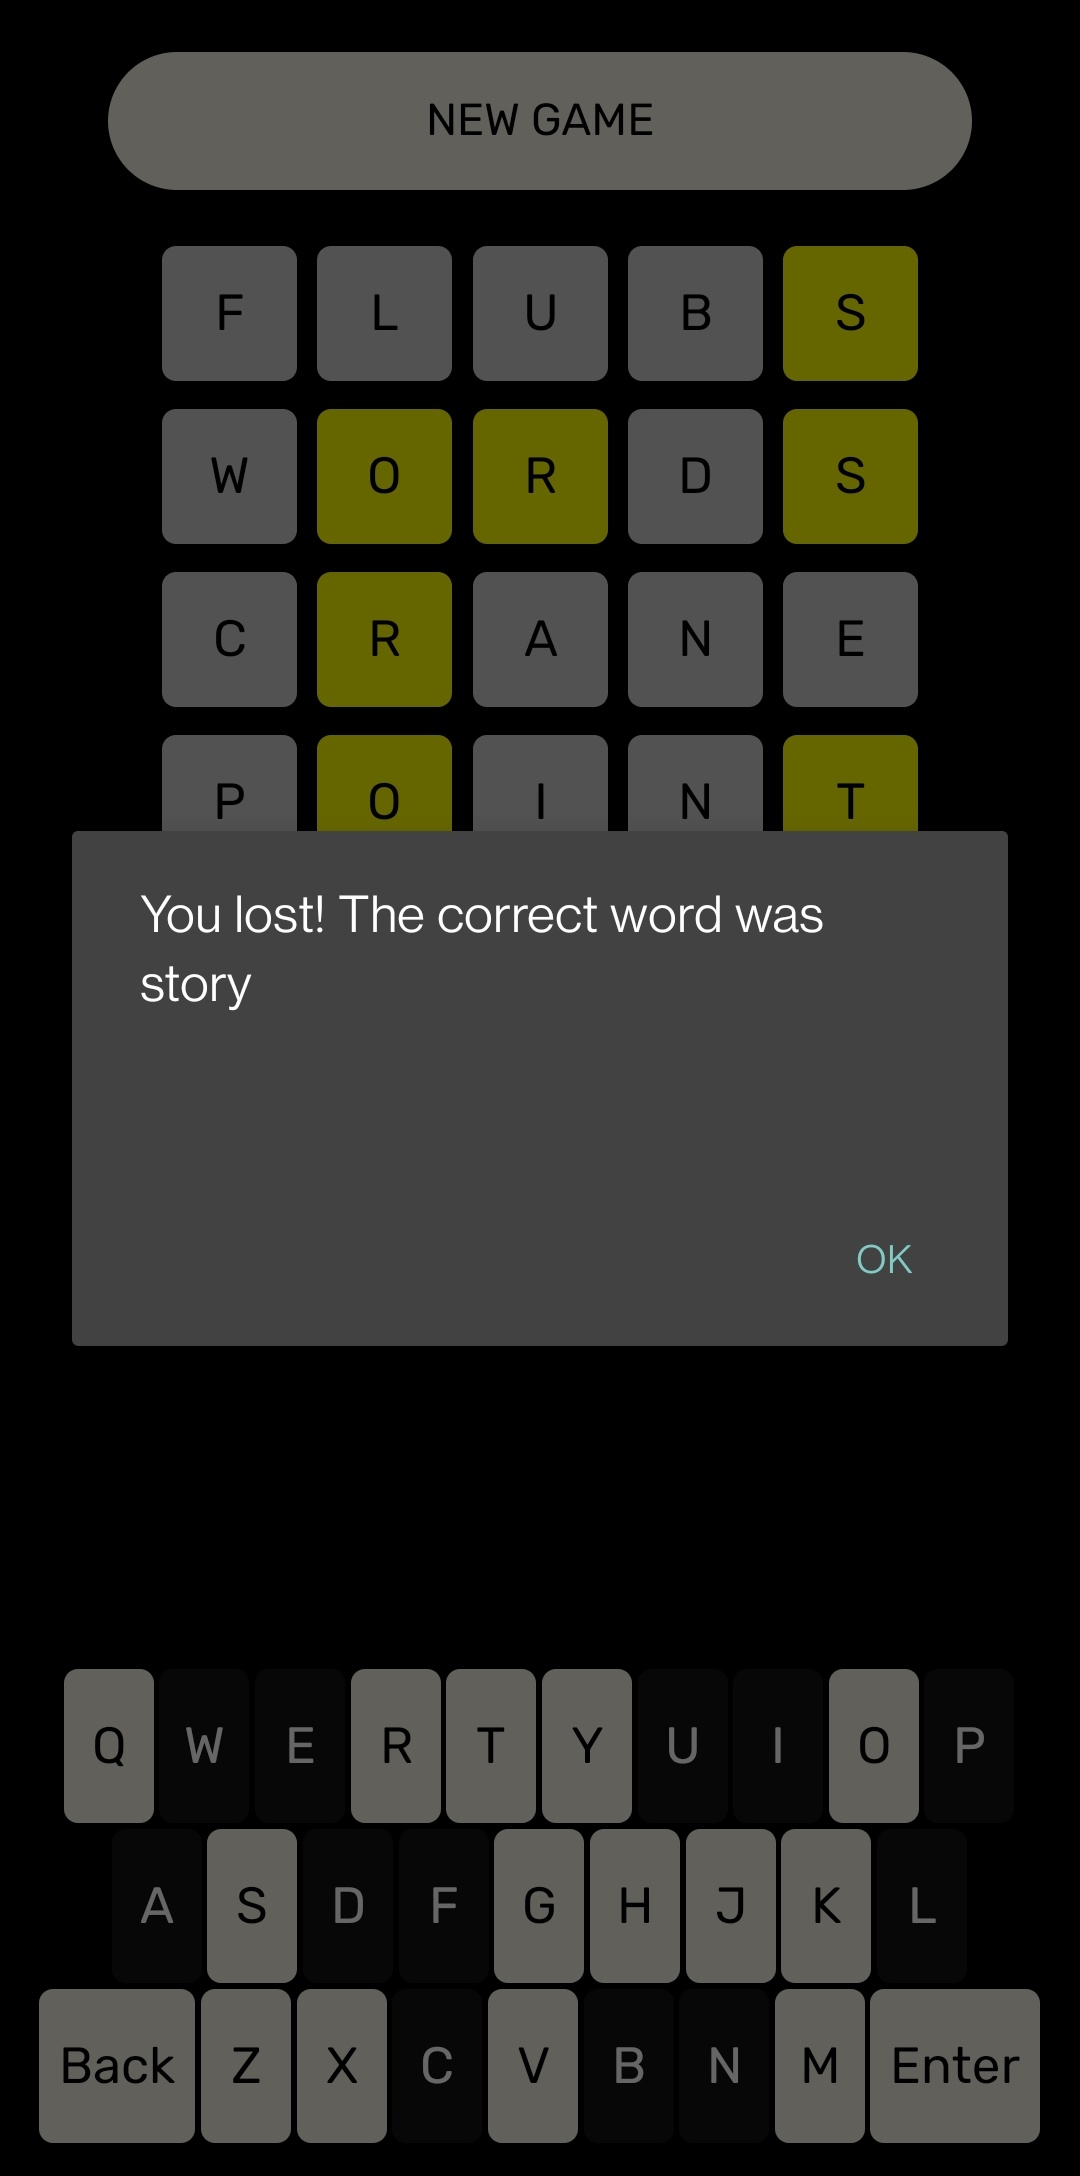 NEW GAME
F L U B S
W O R D S
C R A N E
P O I N T
You lost! The correct word was
story
OK
Q W E R T Y U I O P
A S D F G H J K L
Back Z X C V B N M Enter